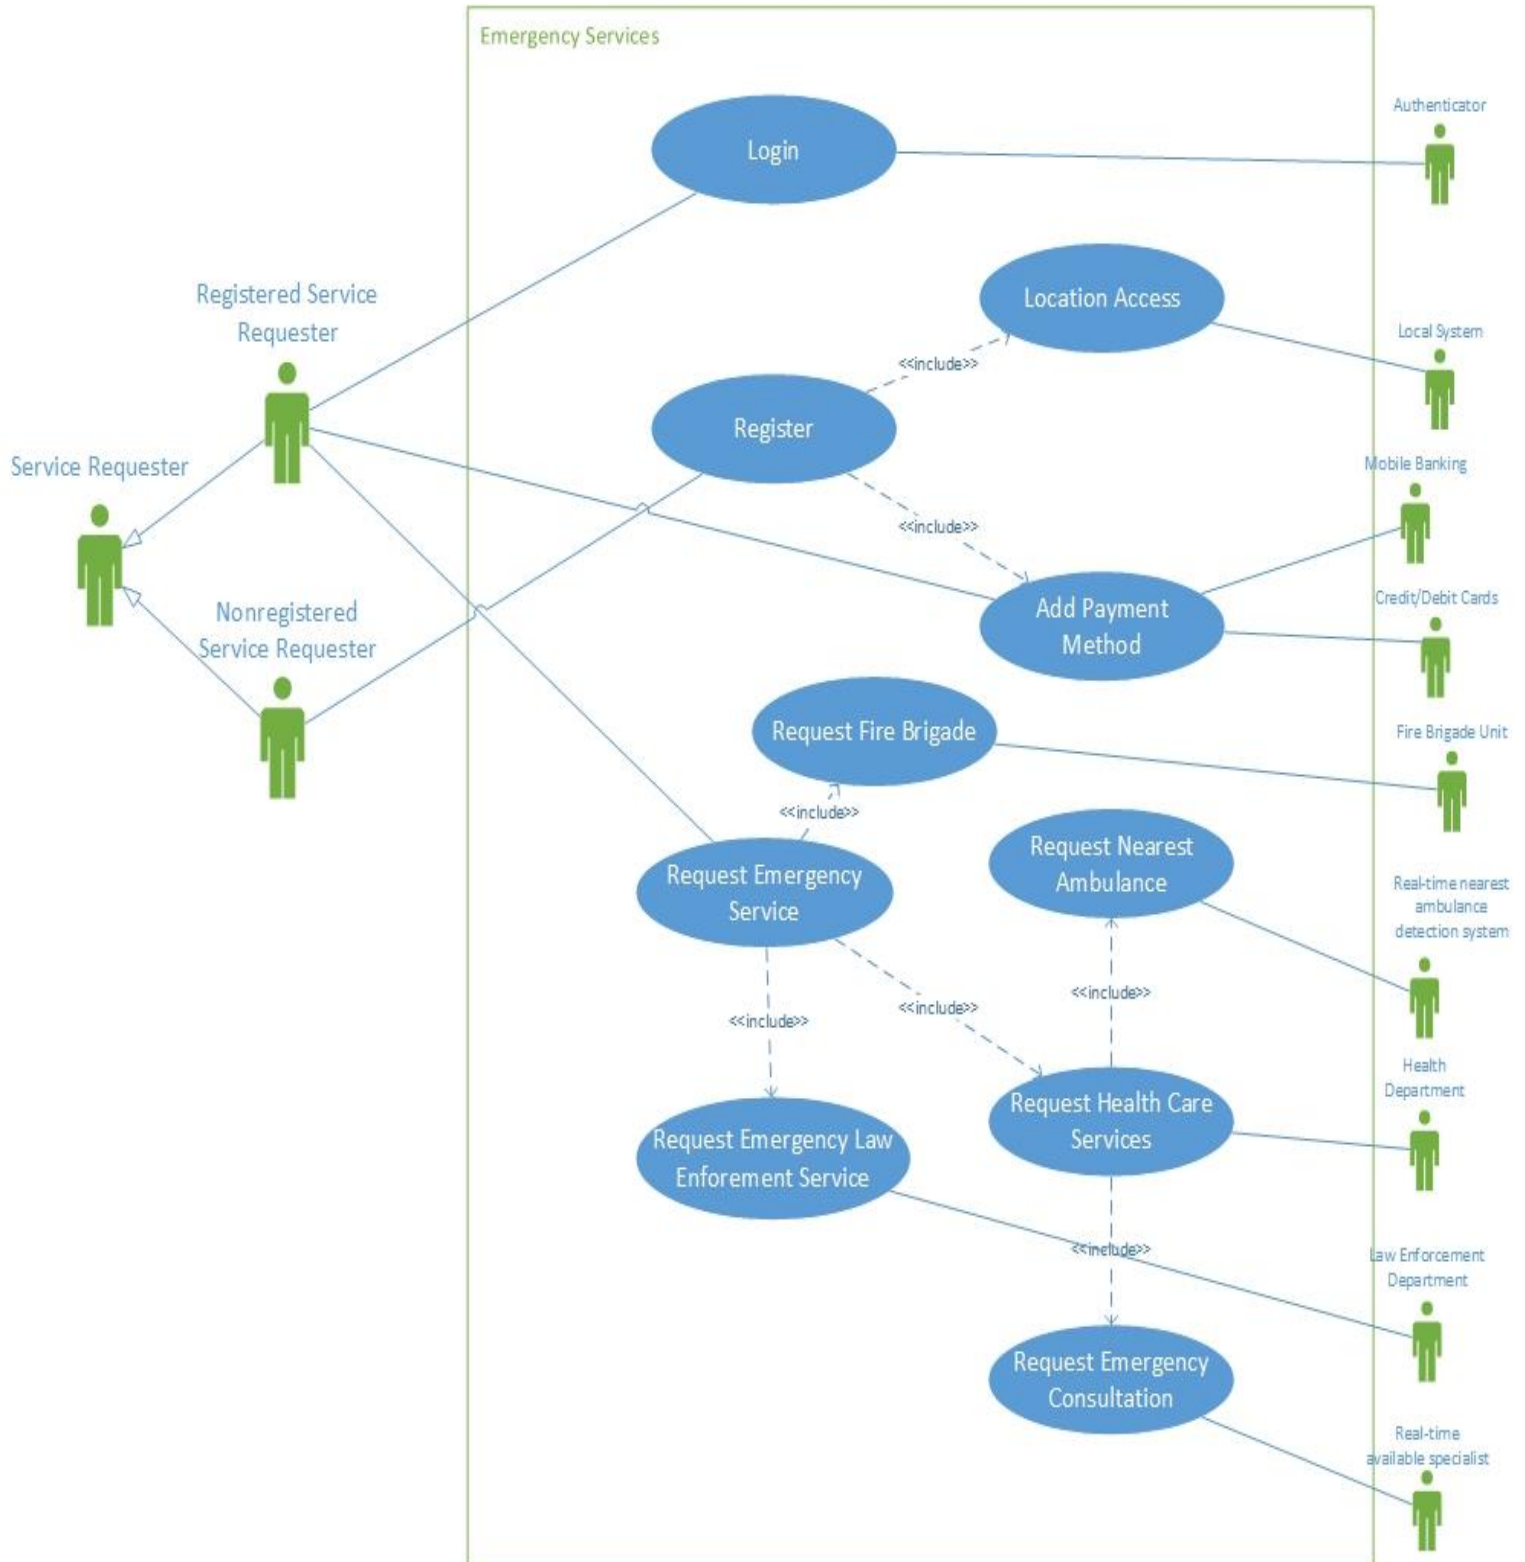 Emergency Services
Authenticator
Login
Registered Service
Requester
Location Access
Local System
<<include>>
Register
Service Requester
Mobile Banking
<<include>>
Nonregistered
Service Requester
Add Payment
Method
Credit/Debit Cards
Request Fire Brigade
Fire Brigade Unit
<<include>>
Request Nearest
Ambulance
Request Emergency
Service
Real-time nearest
ambulance
detection system
<<include>>
<<include>>
<<include>>
Health
Department
Request Health Care
Services
Request Emergency Law
Enforement Service
<<include>>
Law Enforcement
Department
Request Emergency
Consultation
Real-time
available specialist